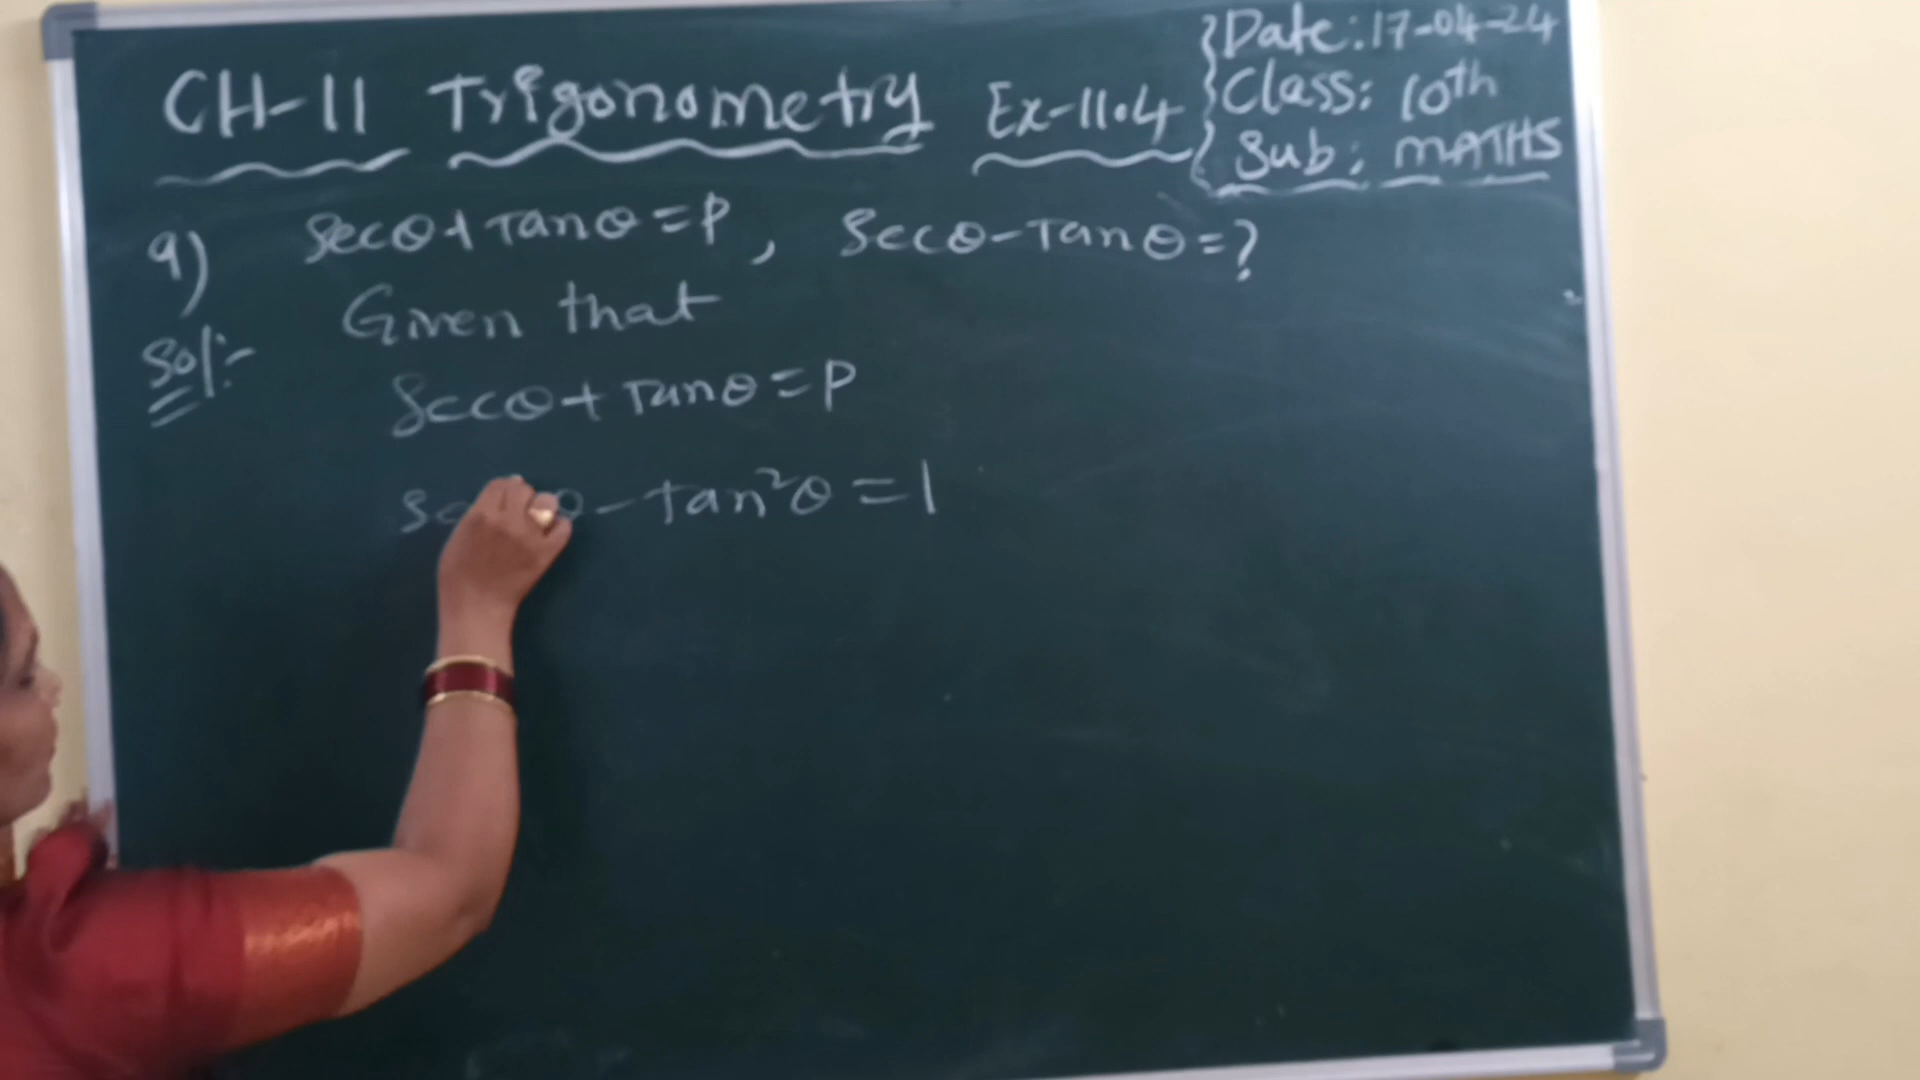 CH-11 Trigonometry Ex-11.4
Date: 17-04-24
Class: 10th
Sub: MATHS
9) secθ+Tanθ=P, secθ-Tanθ=?
Sol:- Given that
secθ+Tanθ=P
-tan²θ=1